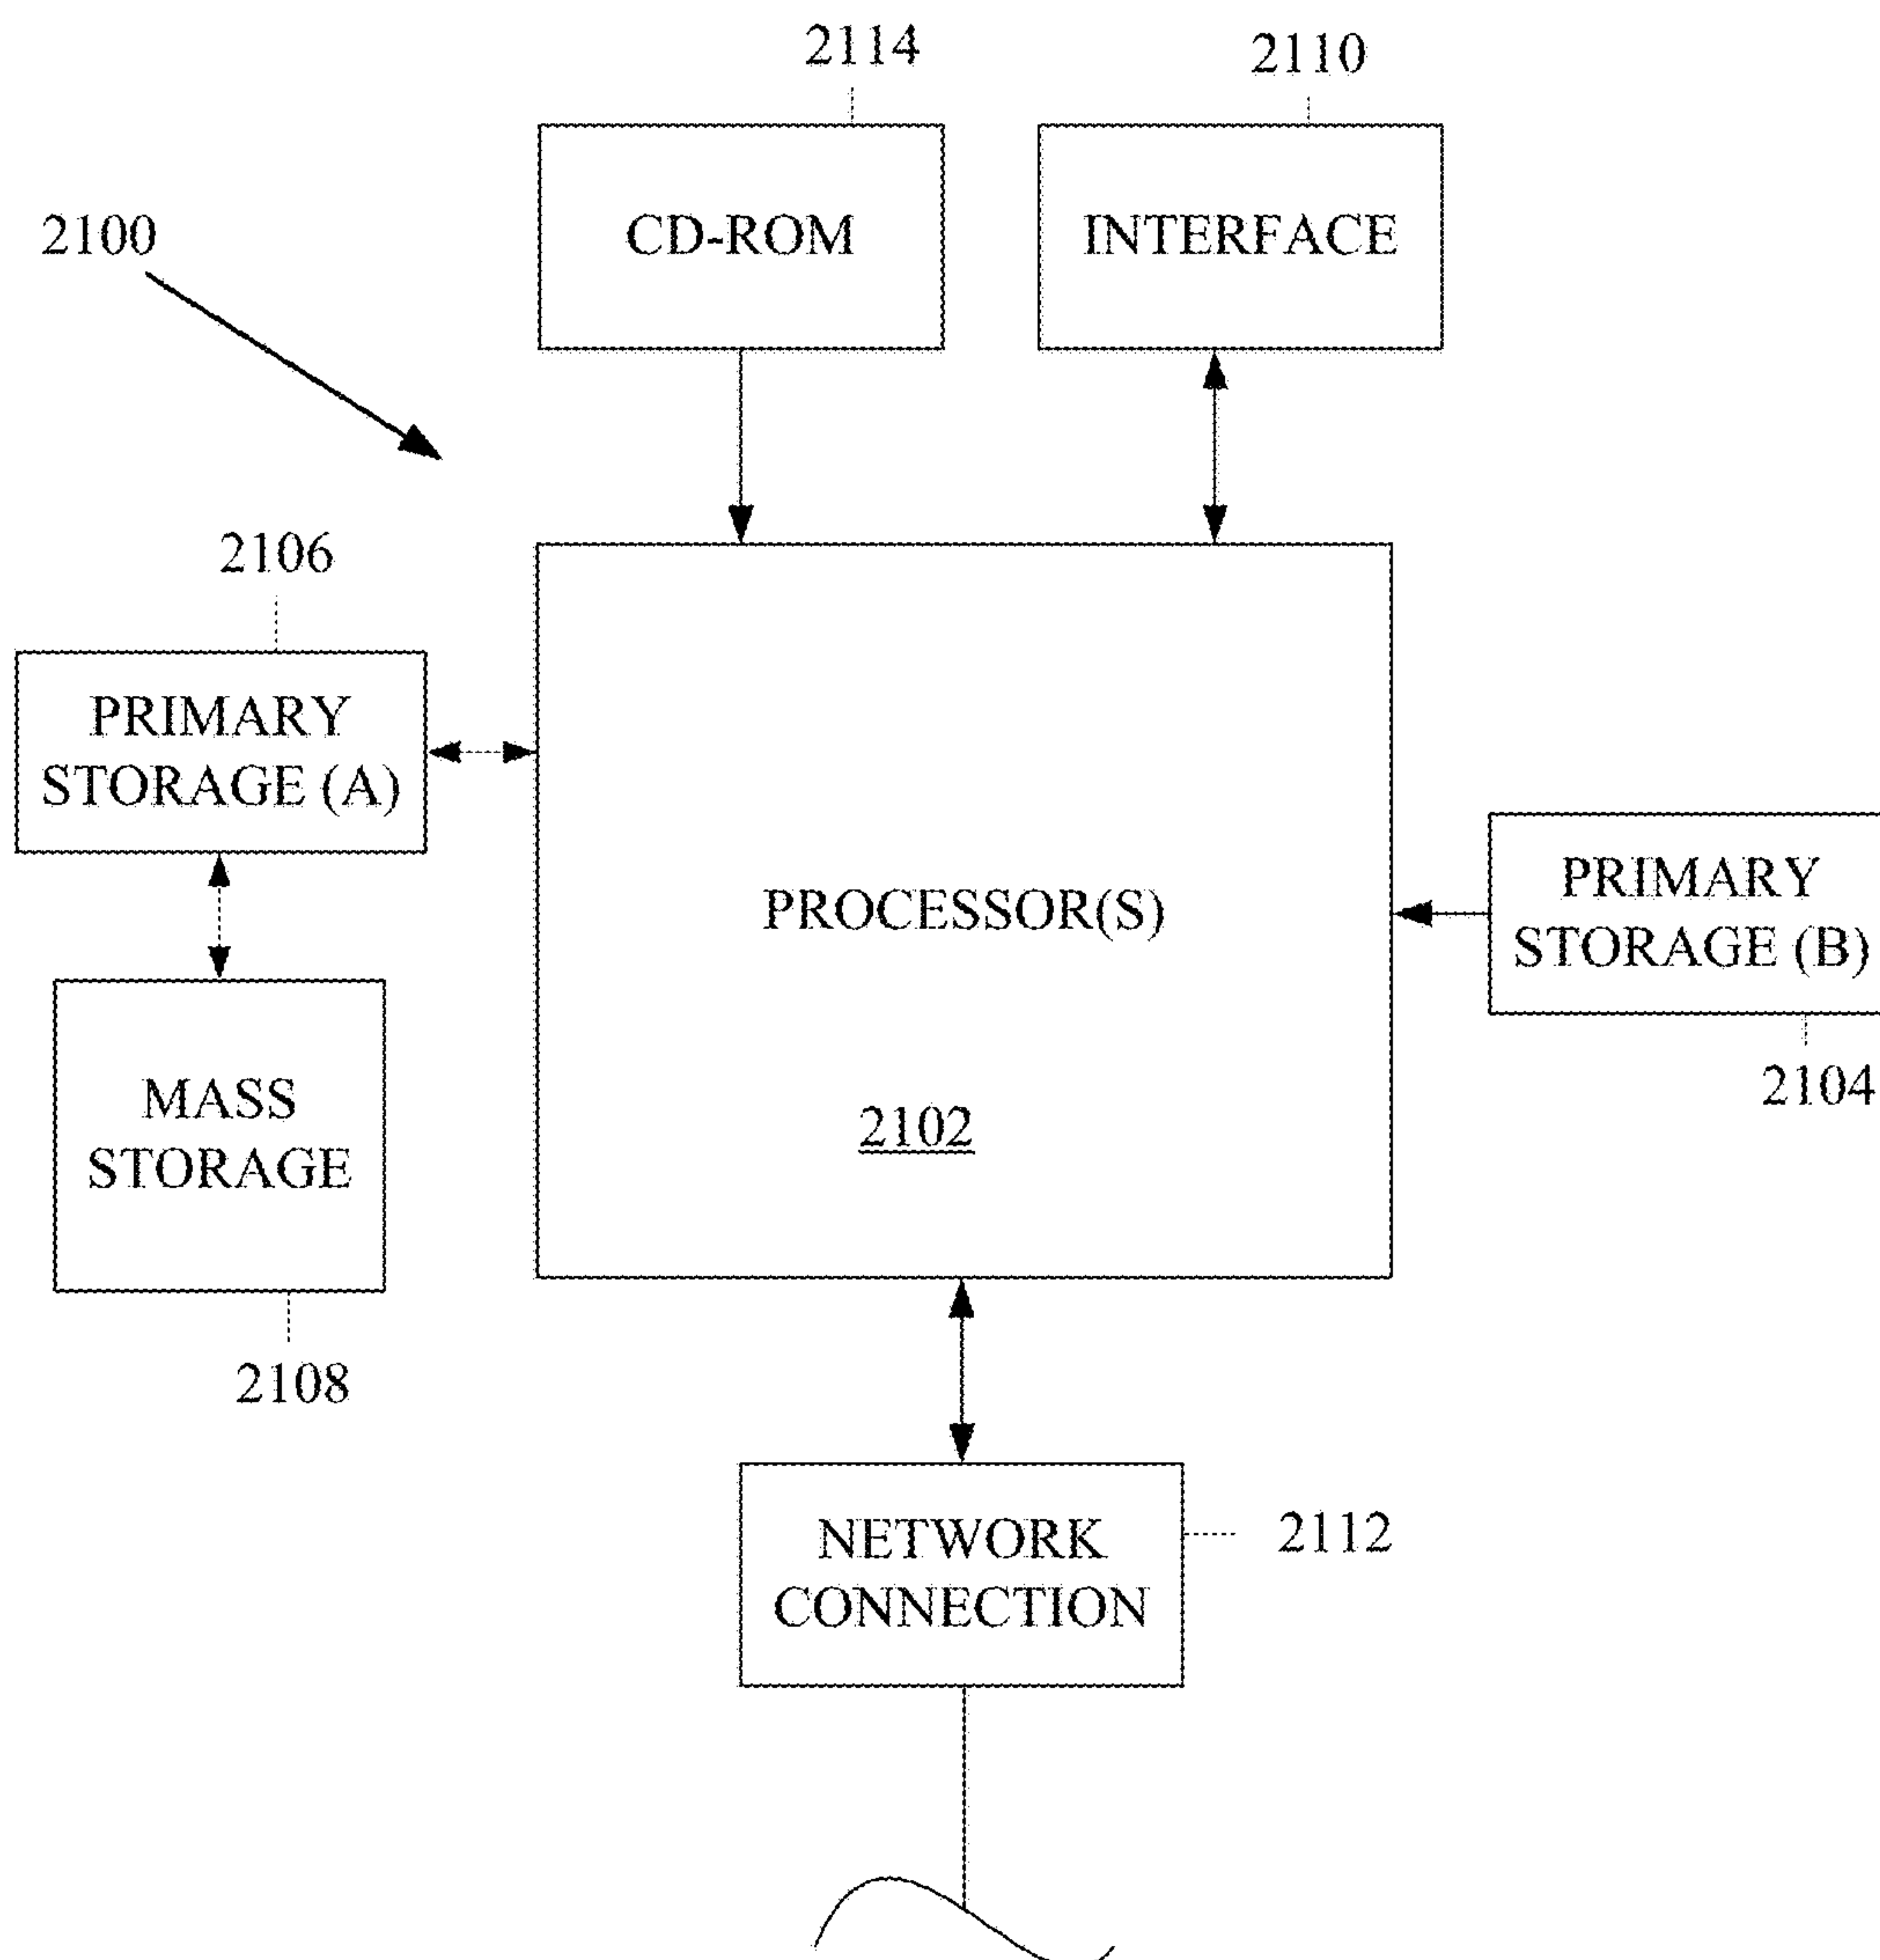 2114
2110
2100
CD-ROM
INTERFACE
2106
PRIMARY
STORAGE (A)
PROCESSOR(S)
PRIMARY
STORAGE (B)
2104
MASS
STORAGE
2102
2108
NETWORK
CONNECTION
2112